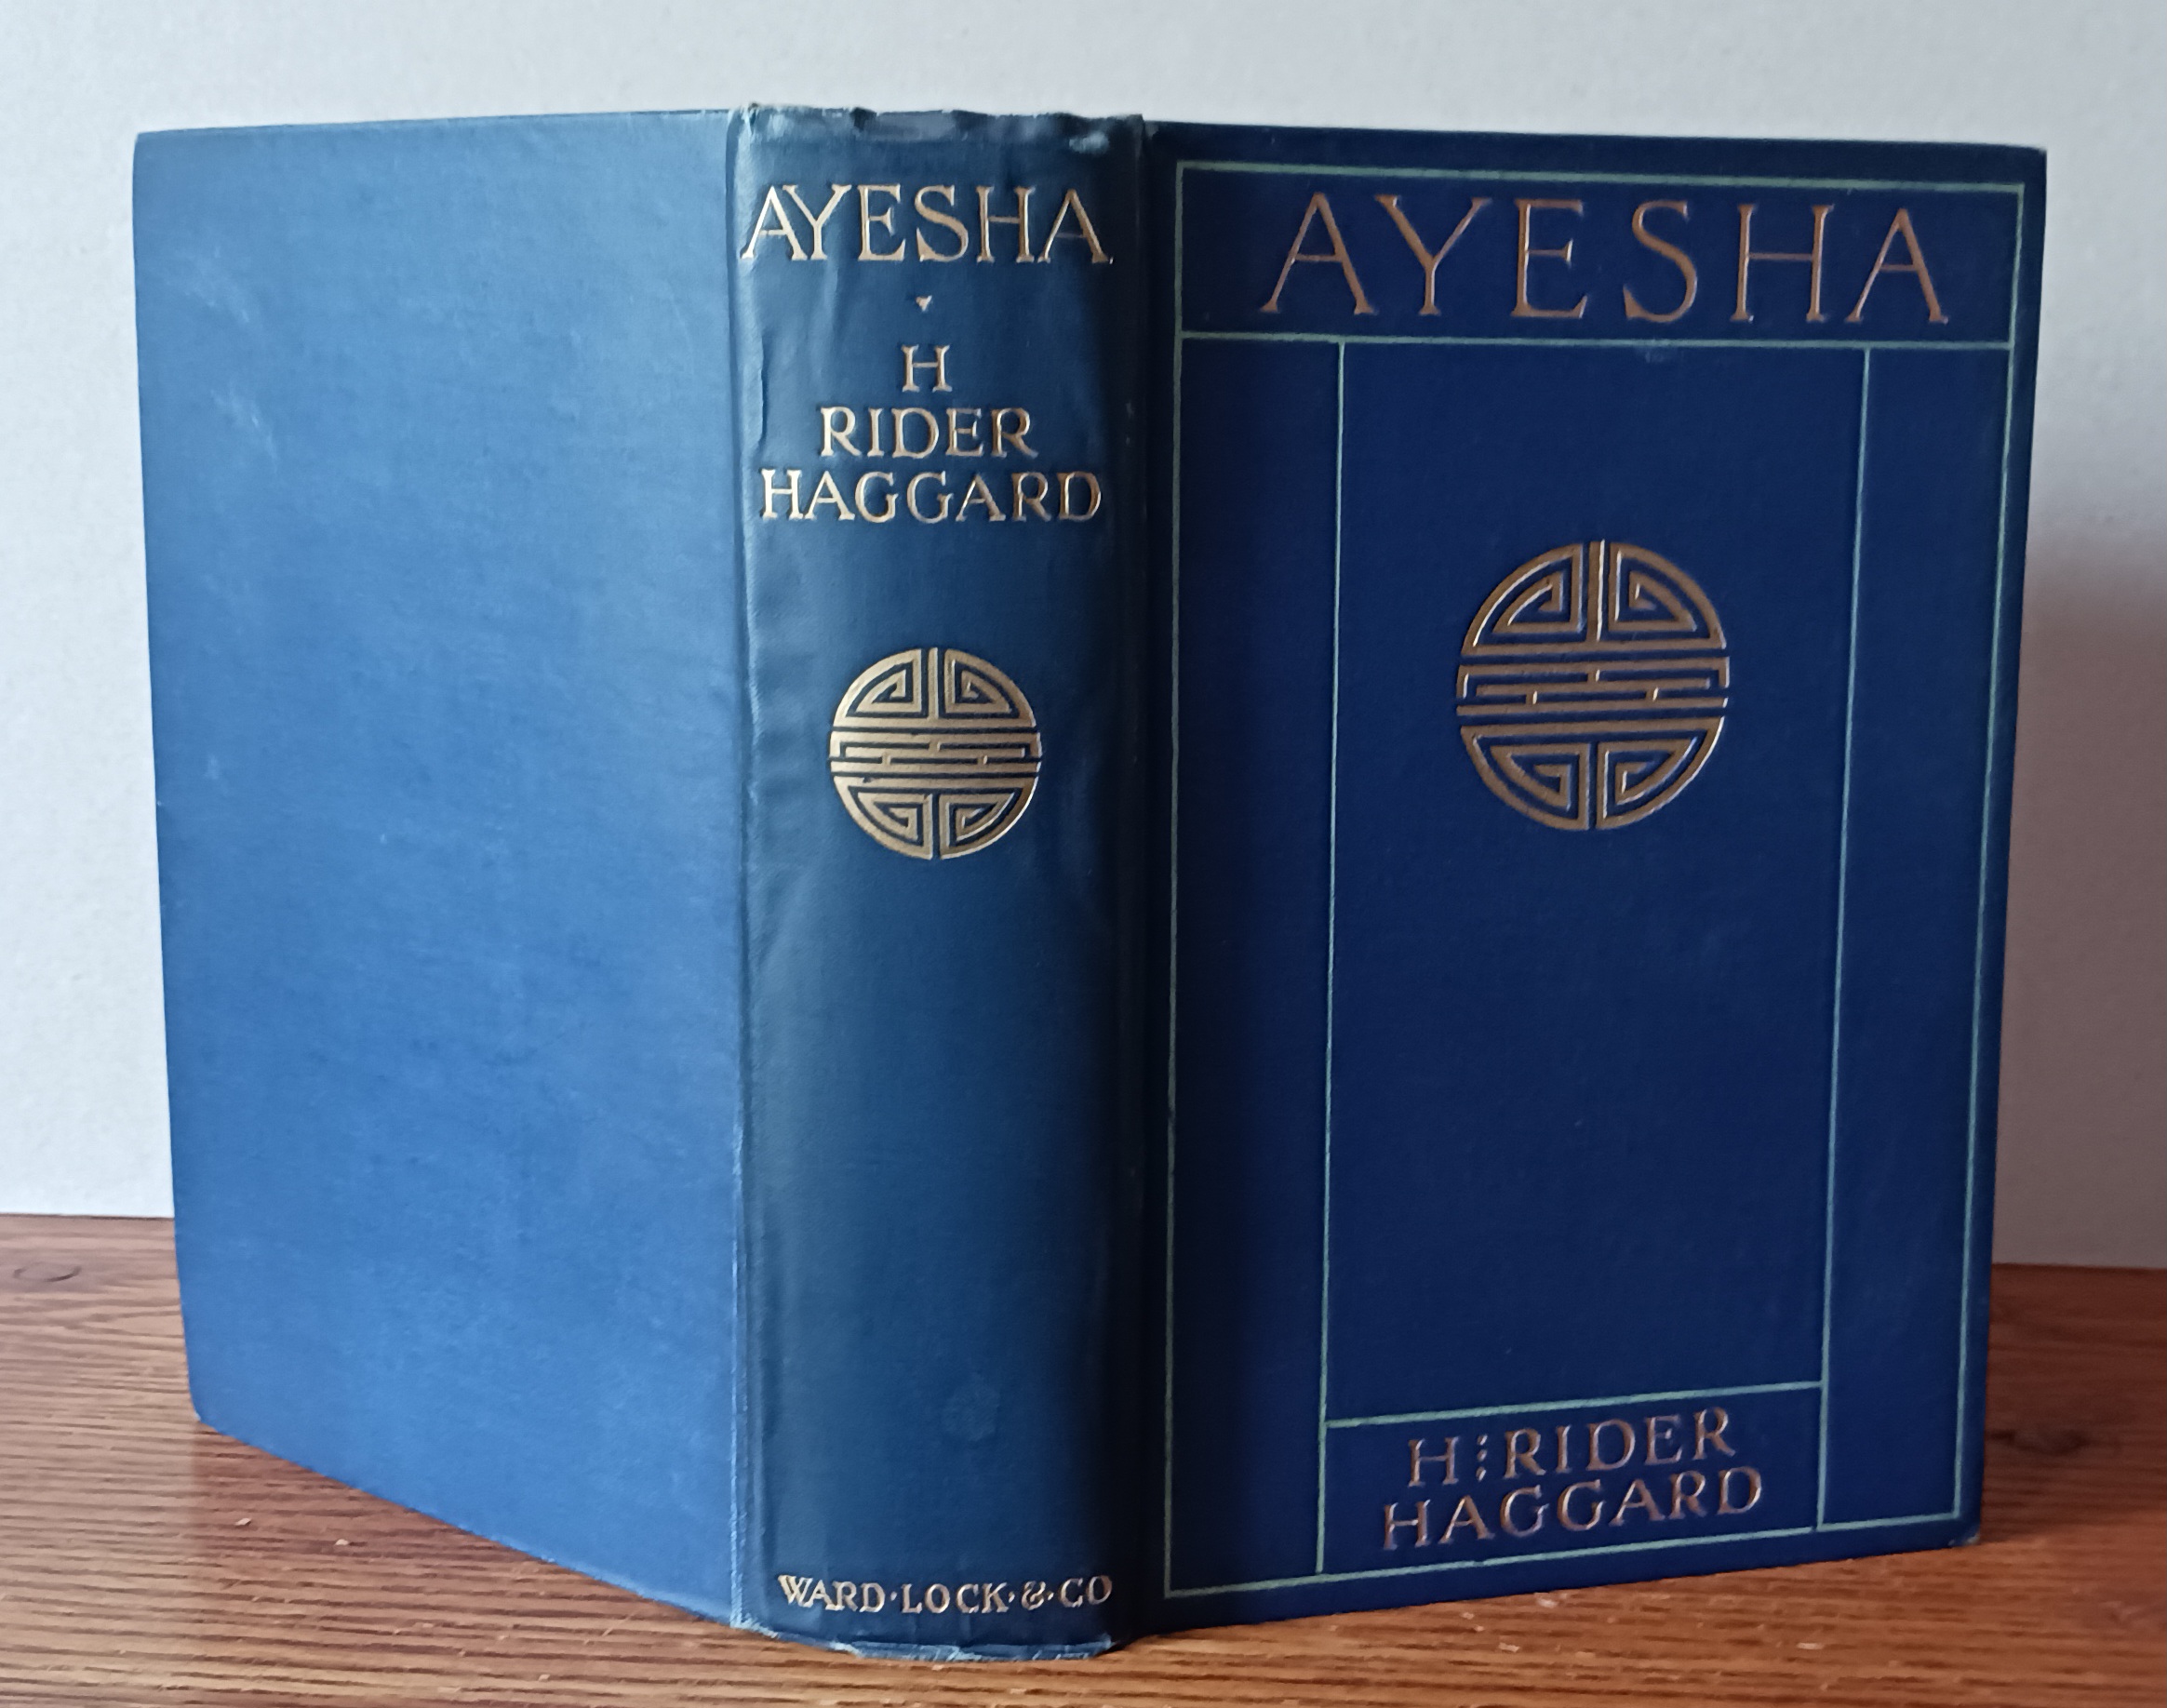 AYESHA
H
RIDER
HAGGARD
WARD·LOCK·&·CO
AYESHA
H⋮RIDER
HAGGARD